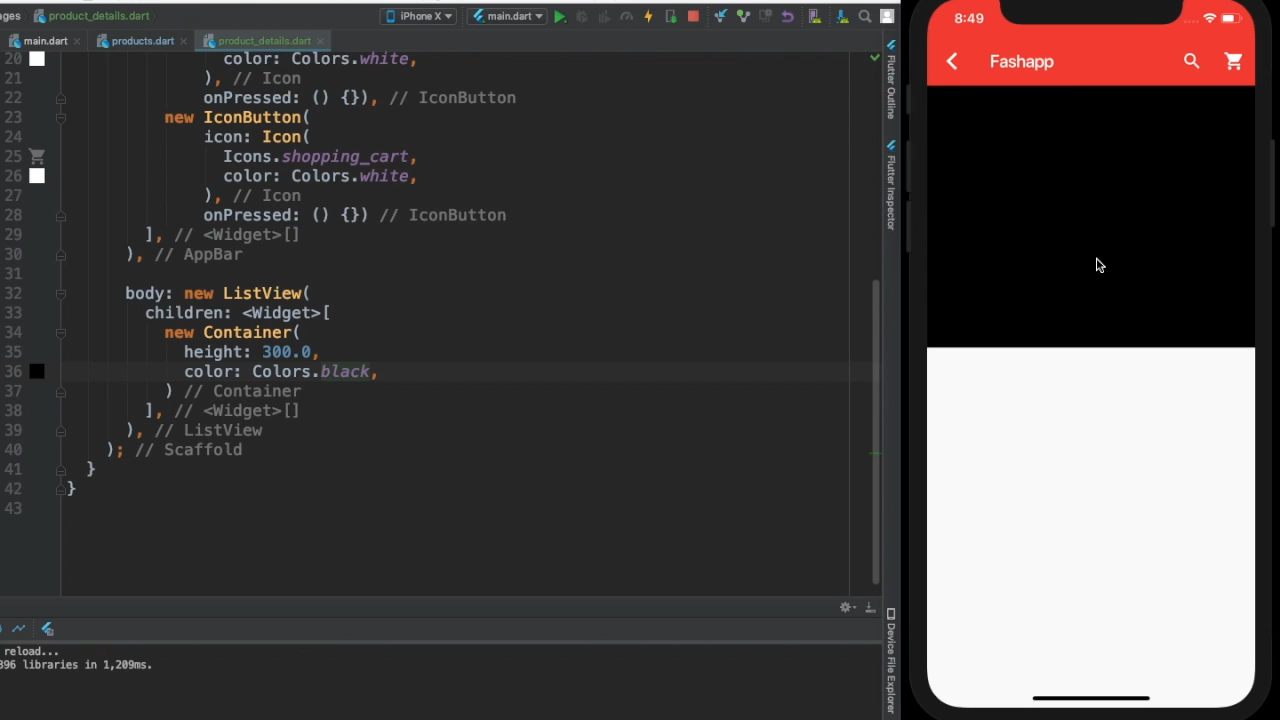 ages product_details.dart iPhone X main.dart
main.dart products.dart product_details.dart
20 color: Colors.white,
21 ), // Icon
22 onPressed: () {}), // IconButton
23 new IconButton(
24 icon: Icon(
25 Icons.shopping_cart,
26 color: Colors.white,
27 ), // Icon
28 onPressed: () {}) // IconButton
29 ], // <Widget>[]
30 ), // AppBar
31
32 body: new ListView(
33 children: <Widget>[
34 new Container(
35 height: 300.0,
36 color: Colors.black,
37 ) // Container
38 ], // <Widget>[]
39 ), // ListView
40 ); // Scaffold
41 }
42 }
43
reload...
896 libraries in 1,209ms.
Flutter Outline
Flutter Inspector
Device File Explorer
8:49
Fashapp